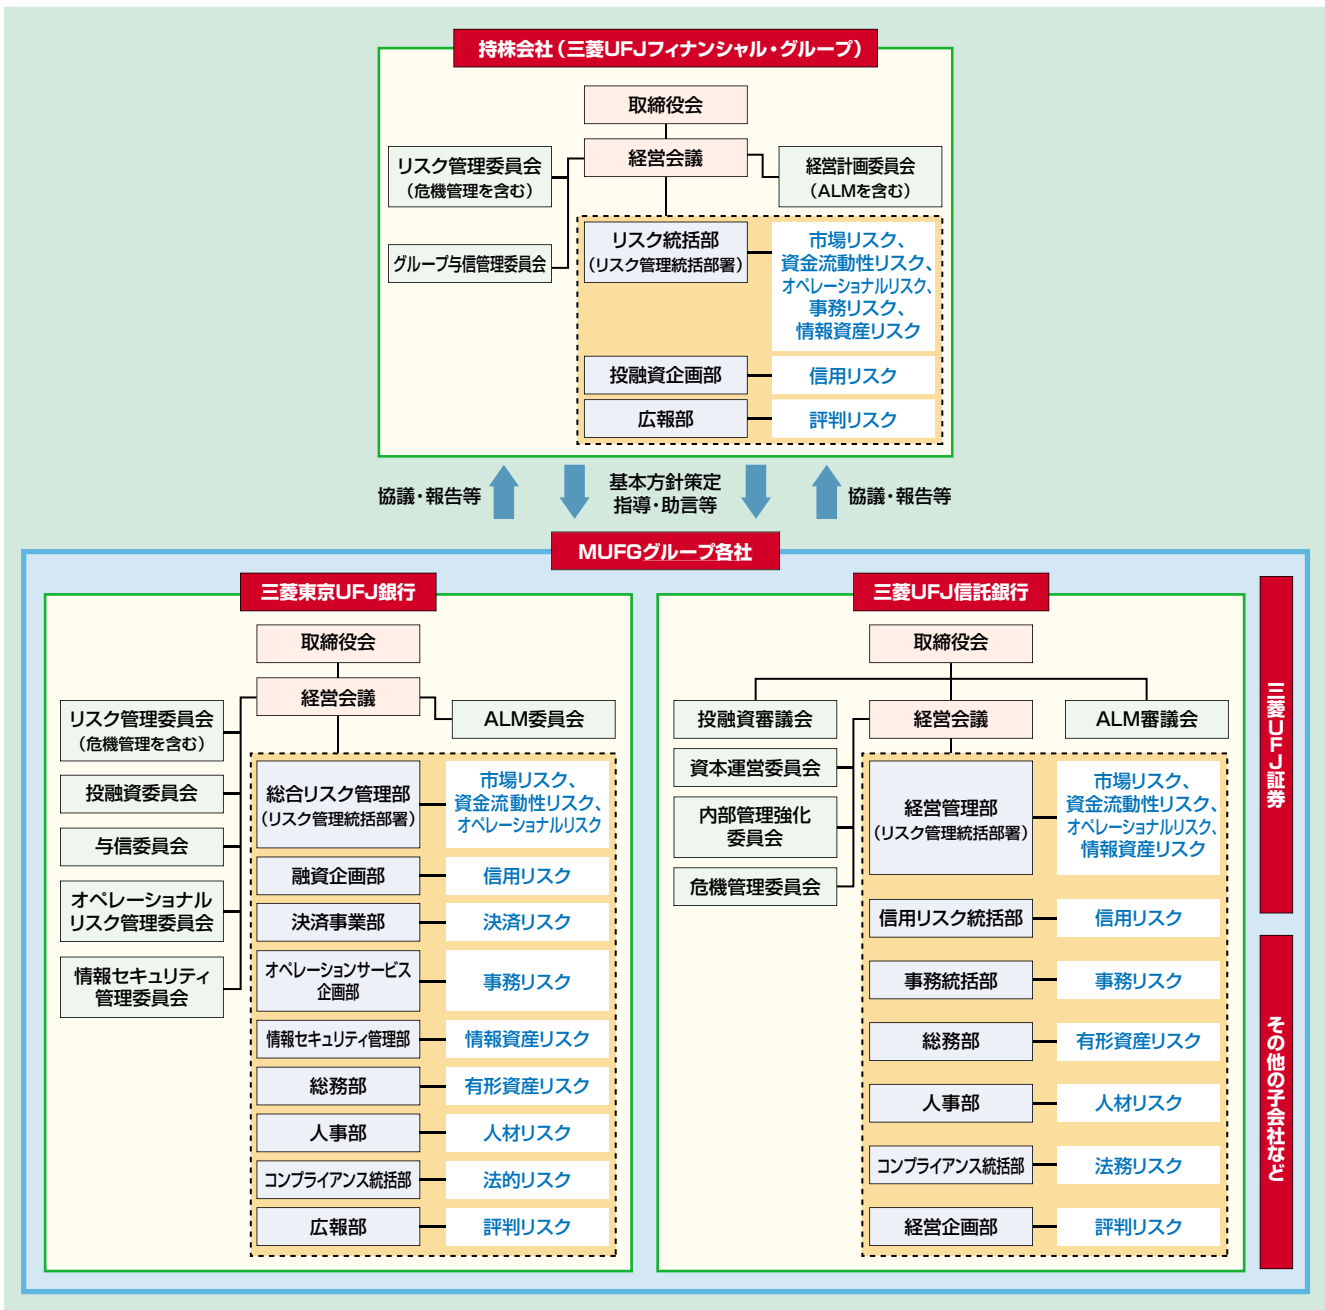 持株会社（三菱UFJフィナンシャル・グループ）
取締役会
経営会議
リスク管理委員会
（危機管理を含む）
経営計画委員会
（ALMを含む）
グループ与信管理委員会
リスク統括部
（リスク管理統括部署）
市場リスク、
資金流動性リスク、
オペレーショナルリスク、
事務リスク、
情報資産リスク
投融資企画部
信用リスク
広報部
評判リスク
協議・報告等
基本方針策定
指導・助言等
協議・報告等
MUFGグループ各社
三菱東京UFJ銀行
取締役会
経営会議
リスク管理委員会
（危機管理を含む）
ALM委員会
投融資委員会
与信委員会
オペレーショナル
リスク管理委員会
情報セキュリティ
管理委員会
総合リスク管理部
（リスク管理統括部署）
市場リスク、
資金流動性リスク、
オペレーショナルリスク
融資企画部
信用リスク
決済事業部
決済リスク
オペレーションサービス
企画部
事務リスク
情報セキュリティ管理部
情報資産リスク
総務部
有形資産リスク
人事部
人材リスク
コンプライアンス統括部
法的リスク
広報部
評判リスク
三菱UFJ信託銀行
取締役会
投融資審議会
経営会議
ALM審議会
資本運営委員会
内部管理強化
委員会
危機管理委員会
経営管理部
（リスク管理統括部署）
市場リスク、
資金流動性リスク、
オペレーショナルリスク、
情報資産リスク
信用リスク統括部
信用リスク
事務統括部
事務リスク
総務部
有形資産リスク
人事部
人材リスク
コンプライアンス統括部
法務リスク
経営企画部
評判リスク
三菱UFJ証券
その他の子会社など